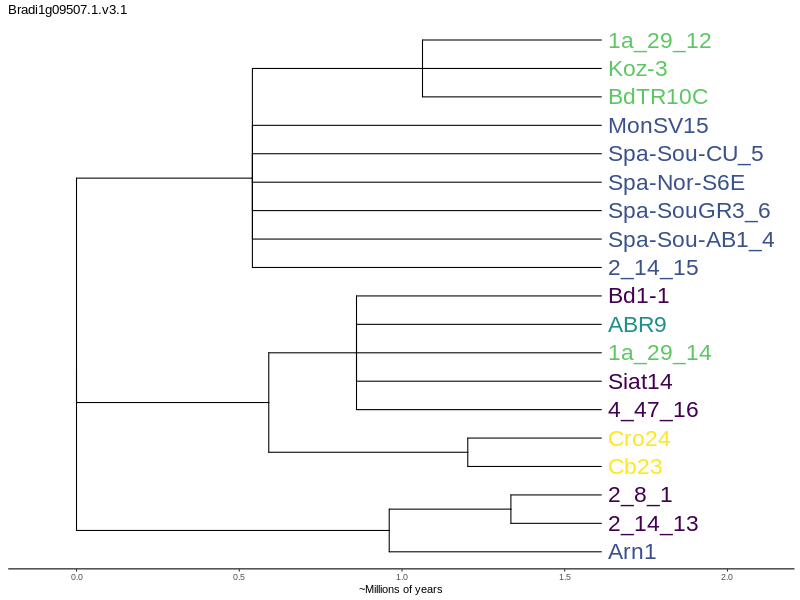 Bradi1g09507.1.v3.1
1a_29_12
Koz-3
BdTR10C
MonSV15
Spa-Sou-CU_5
Spa-Nor-S6E
Spa-SouGR3_6
Spa-Sou-AB1_4
2_14_15
Bd1-1
ABR9
1a_29_14
Siat14
4_47_16
Cro24
Cb23
2_8_1
2_14_13
Arn1
0.0 0.5 1.0 1.5 2.0
~Millions of years